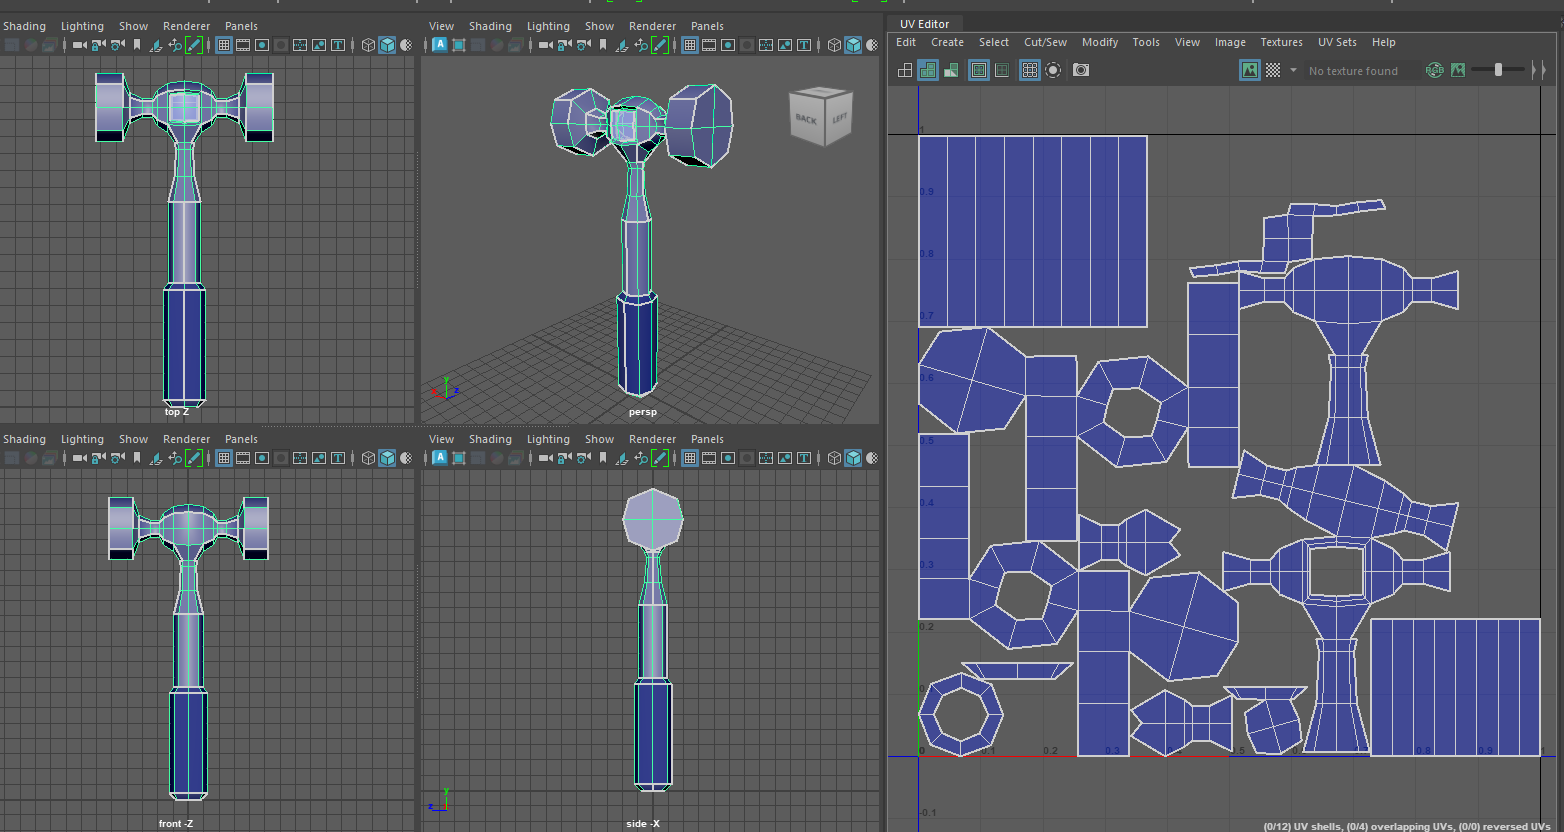 Shading Lighting Show Renderer Panels
top Z
View Shading Lighting Show Renderer Panels
A
T
BACK LEFT
y
z
persp
Shading Lighting Show Renderer Panels
T
front -Z
View Shading Lighting Show Renderer Panels
A
T
y
z
side -X
UV Editor
Edit Create Select Cut/Sew Modify Tools View Image Textures UV Sets Help
No texture found
RGB
1
0.9
0.8
0.7
0.6
0.5
0.4
0.3
0.2
0 0.1 0.2 0.3 0.8 0.9 1
-0.1
(0/12) UV shells, (0/4) overlapping UVs, (0/0) reversed UVs